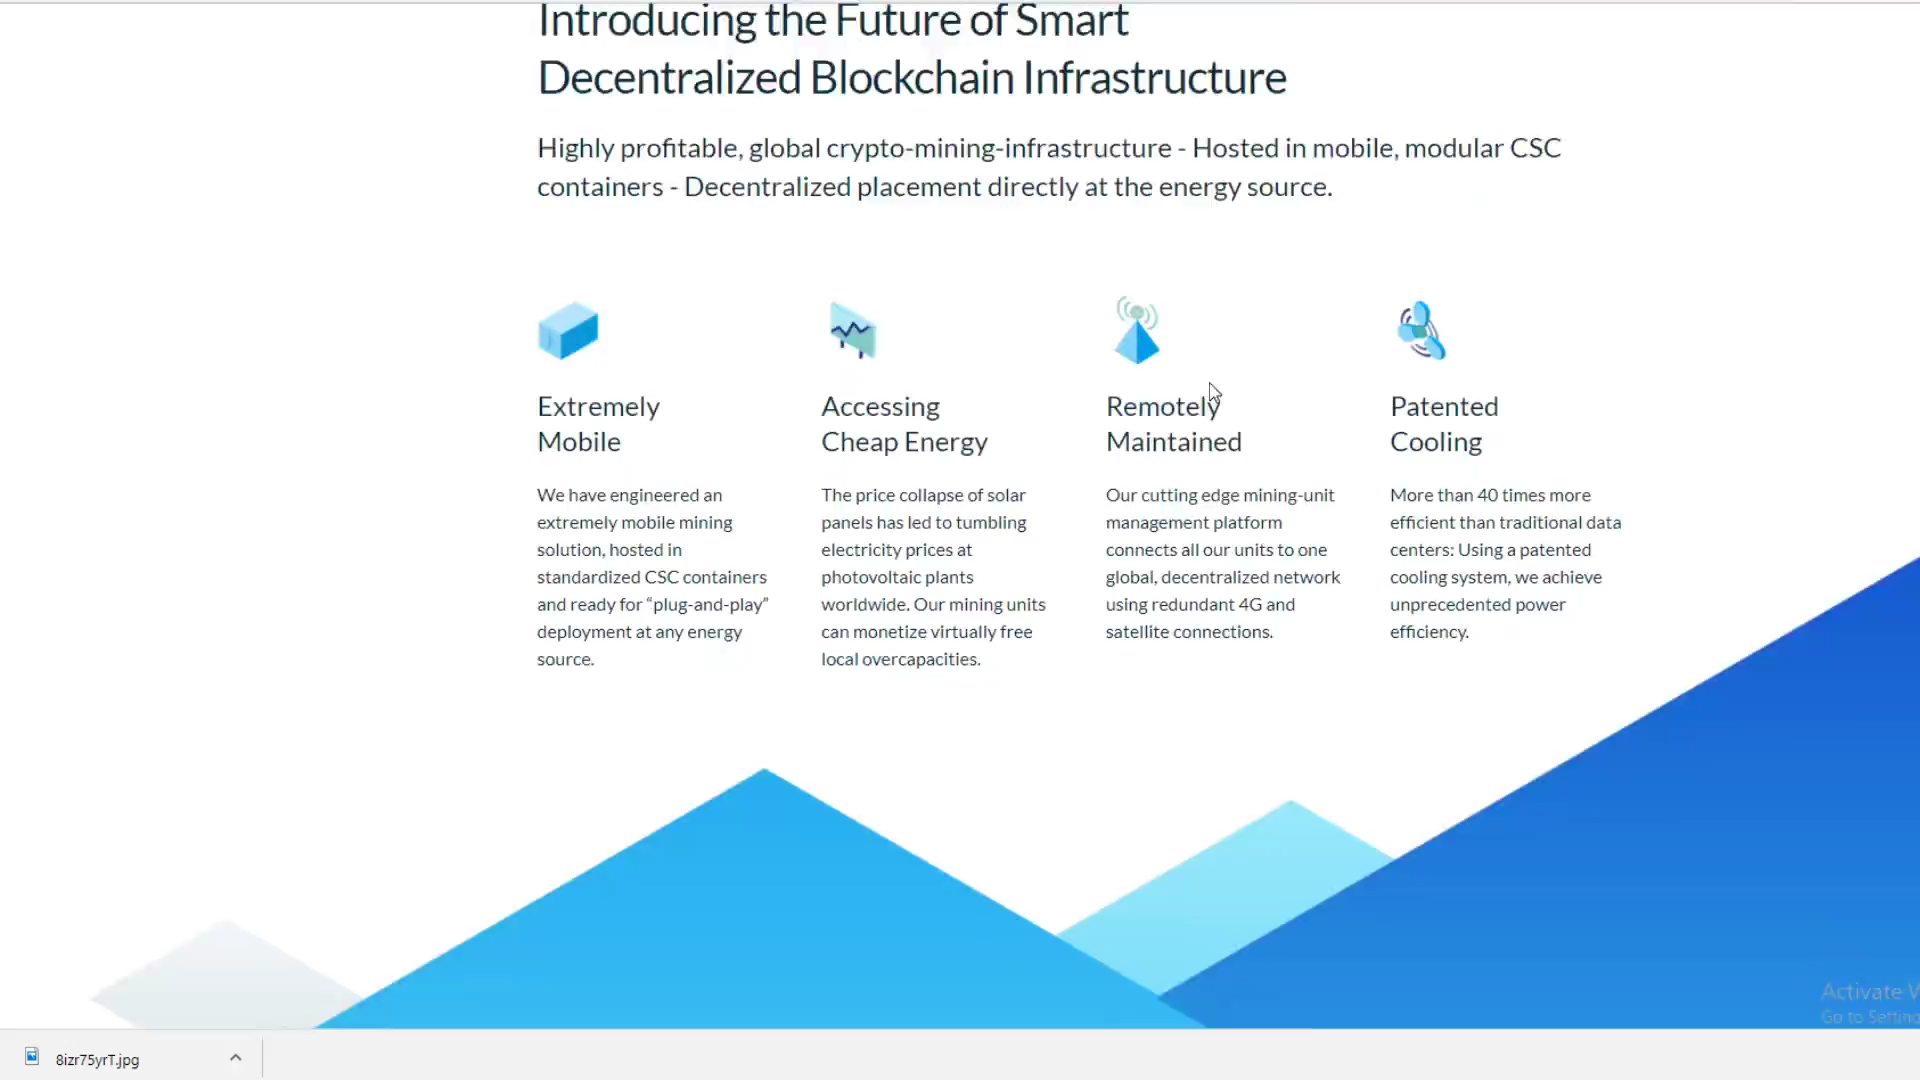 Introducing the Future of Smart
Decentralized Blockchain Infrastructure
Highly profitable, global crypto-mining-infrastructure - Hosted in mobile, modular CSC
containers - Decentralized placement directly at the energy source.
Extremely
Mobile
We have engineered an
extremely mobile mining
solution, hosted in
standardized CSC containers
and ready for “plug-and-play”
deployment at any energy
source.
Accessing
Cheap Energy
The price collapse of solar
panels has led to tumbling
electricity prices at
photovoltaic plants
worldwide. Our mining units
can monetize virtually free
local overcapacities.
Remotely
Maintained
Our cutting edge mining-unit
management platform
connects all our units to one
global, decentralized network
using redundant 4G and
satellite connections.
Patented
Cooling
More than 40 times more
efficient than traditional data
centers: Using a patented
cooling system, we achieve
unprecedented power
efficiency.
Activate
Go to
8izr75yrT.jpg